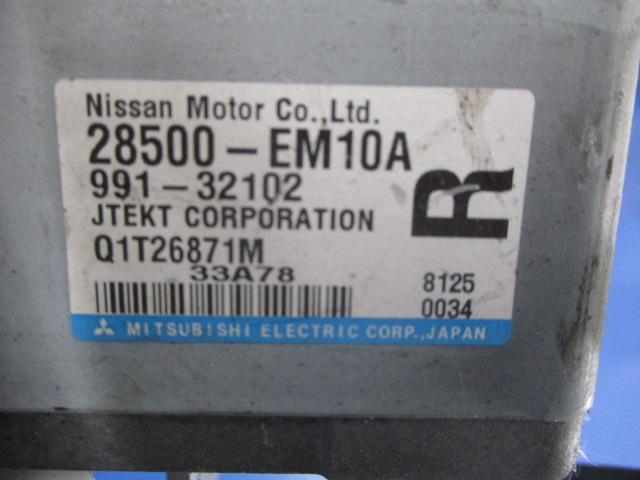 Nissan Motor Co.,Ltd.
28500-EM10A
991-32102
JTEKT CORPORATION
R
Q1T26871M
33A78
8125
0034
MITSUBISHI ELECTRIC CORP.,JAPAN